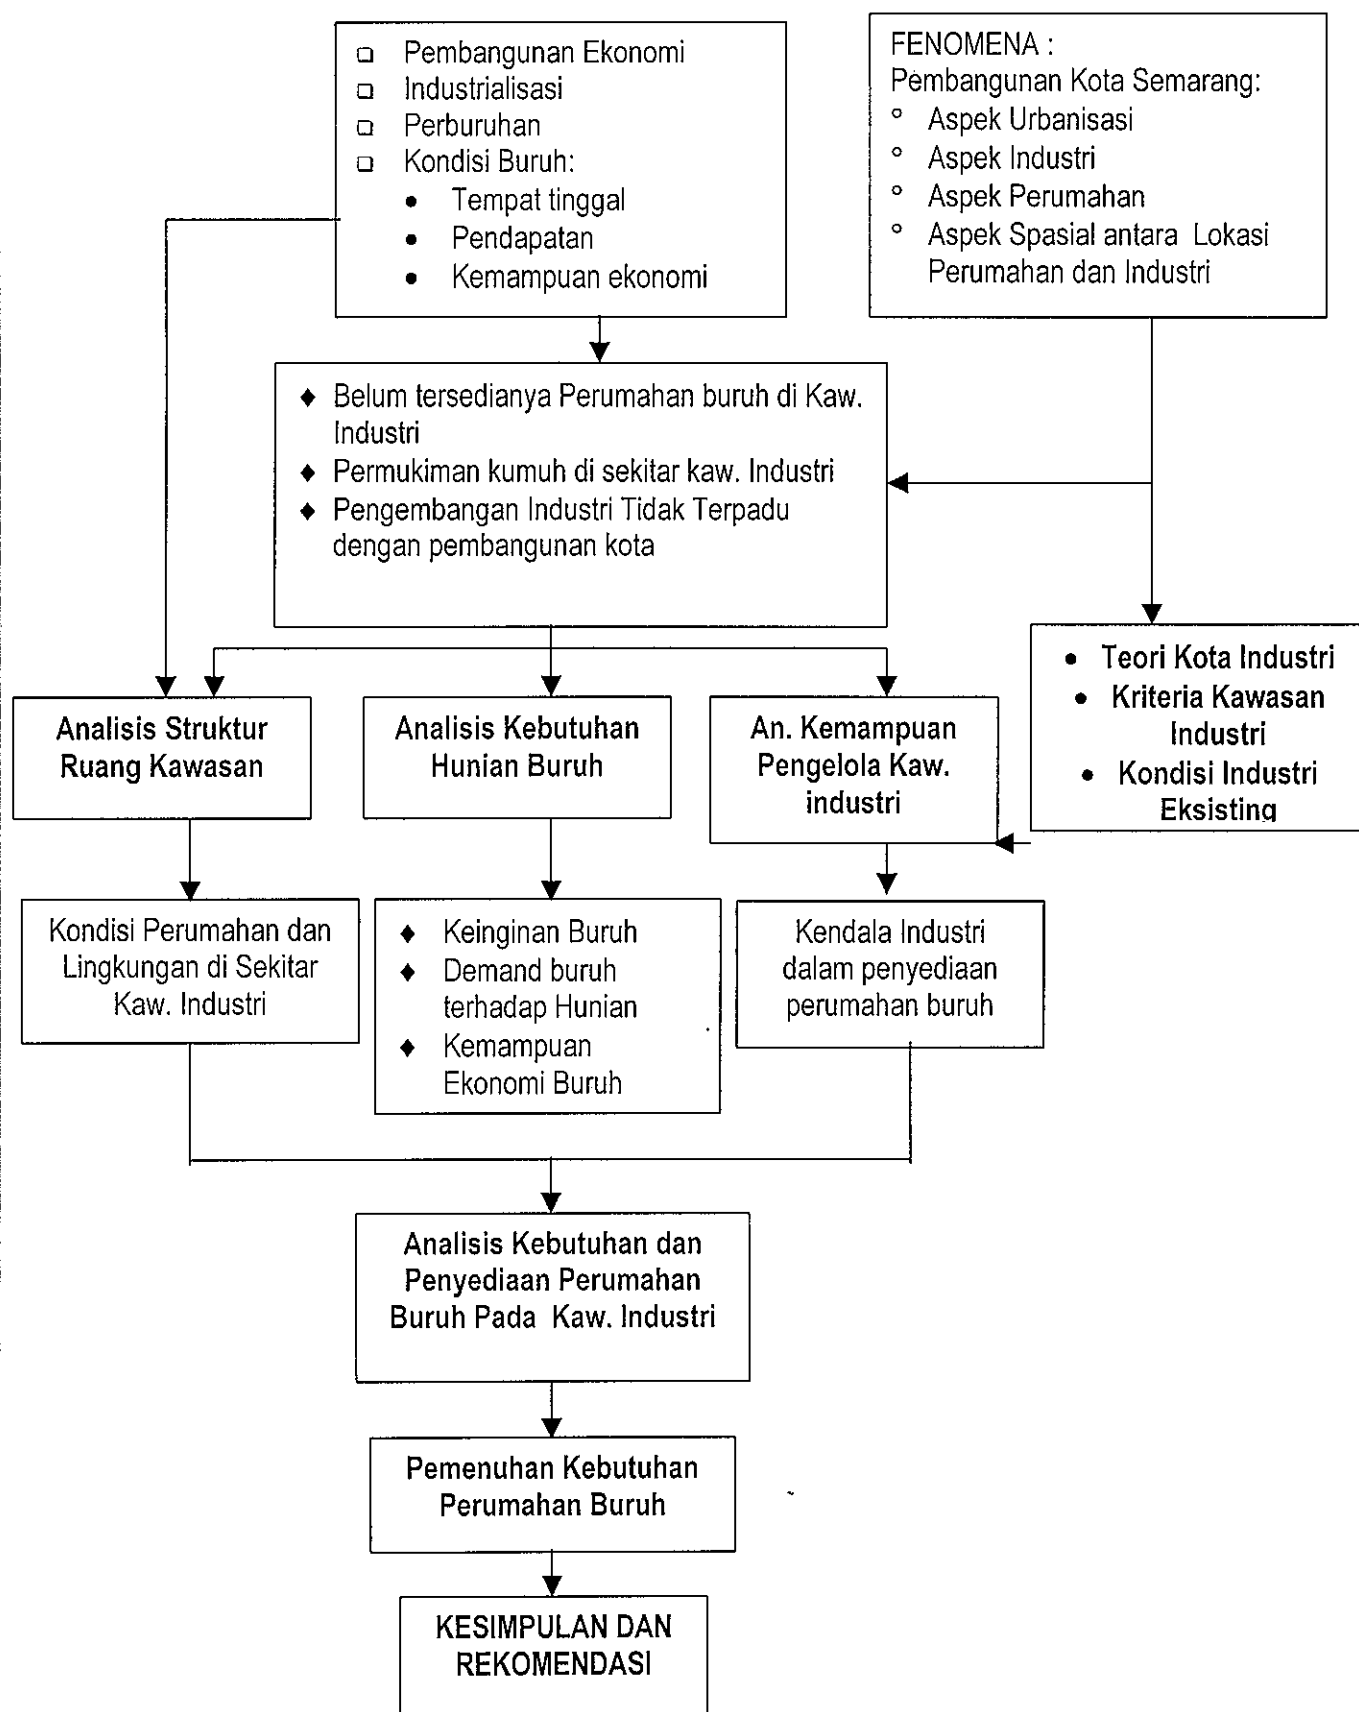 ❑ Pembangunan Ekonomi
❑ Industrialisasi
❑ Perburuhan
❑ Kondisi Buruh:
• Tempat tinggal
• Pendapatan
• Kemampuan ekonomi
FENOMENA :
Pembangunan Kota Semarang:
° Aspek Urbanisasi
° Aspek Industri
° Aspek Perumahan
° Aspek Spasial antara Lokasi
Perumahan dan Industri
♦ Belum tersedianya Perumahan buruh di Kaw.
Industri
♦ Permukiman kumuh di sekitar kaw. Industri
♦ Pengembangan Industri Tidak Terpadu
dengan pembangunan kota
• Teori Kota Industri
• Kriteria Kawasan
Industri
• Kondisi Industri
Eksisting
Analisis Struktur
Ruang Kawasan
Analisis Kebutuhan
Hunian Buruh
An. Kemampuan
Pengelola Kaw.
industri
Kondisi Perumahan dan
Lingkungan di Sekitar
Kaw. Industri
♦ Keinginan Buruh
♦ Demand buruh
terhadap Hunian
♦ Kemampuan
Ekonomi Buruh
Kendala Industri
dalam penyediaan
perumahan buruh
Analisis Kebutuhan dan
Penyediaan Perumahan
Buruh Pada Kaw. Industri
Pemenuhan Kebutuhan
Perumahan Buruh
KESIMPULAN DAN
REKOMENDASI